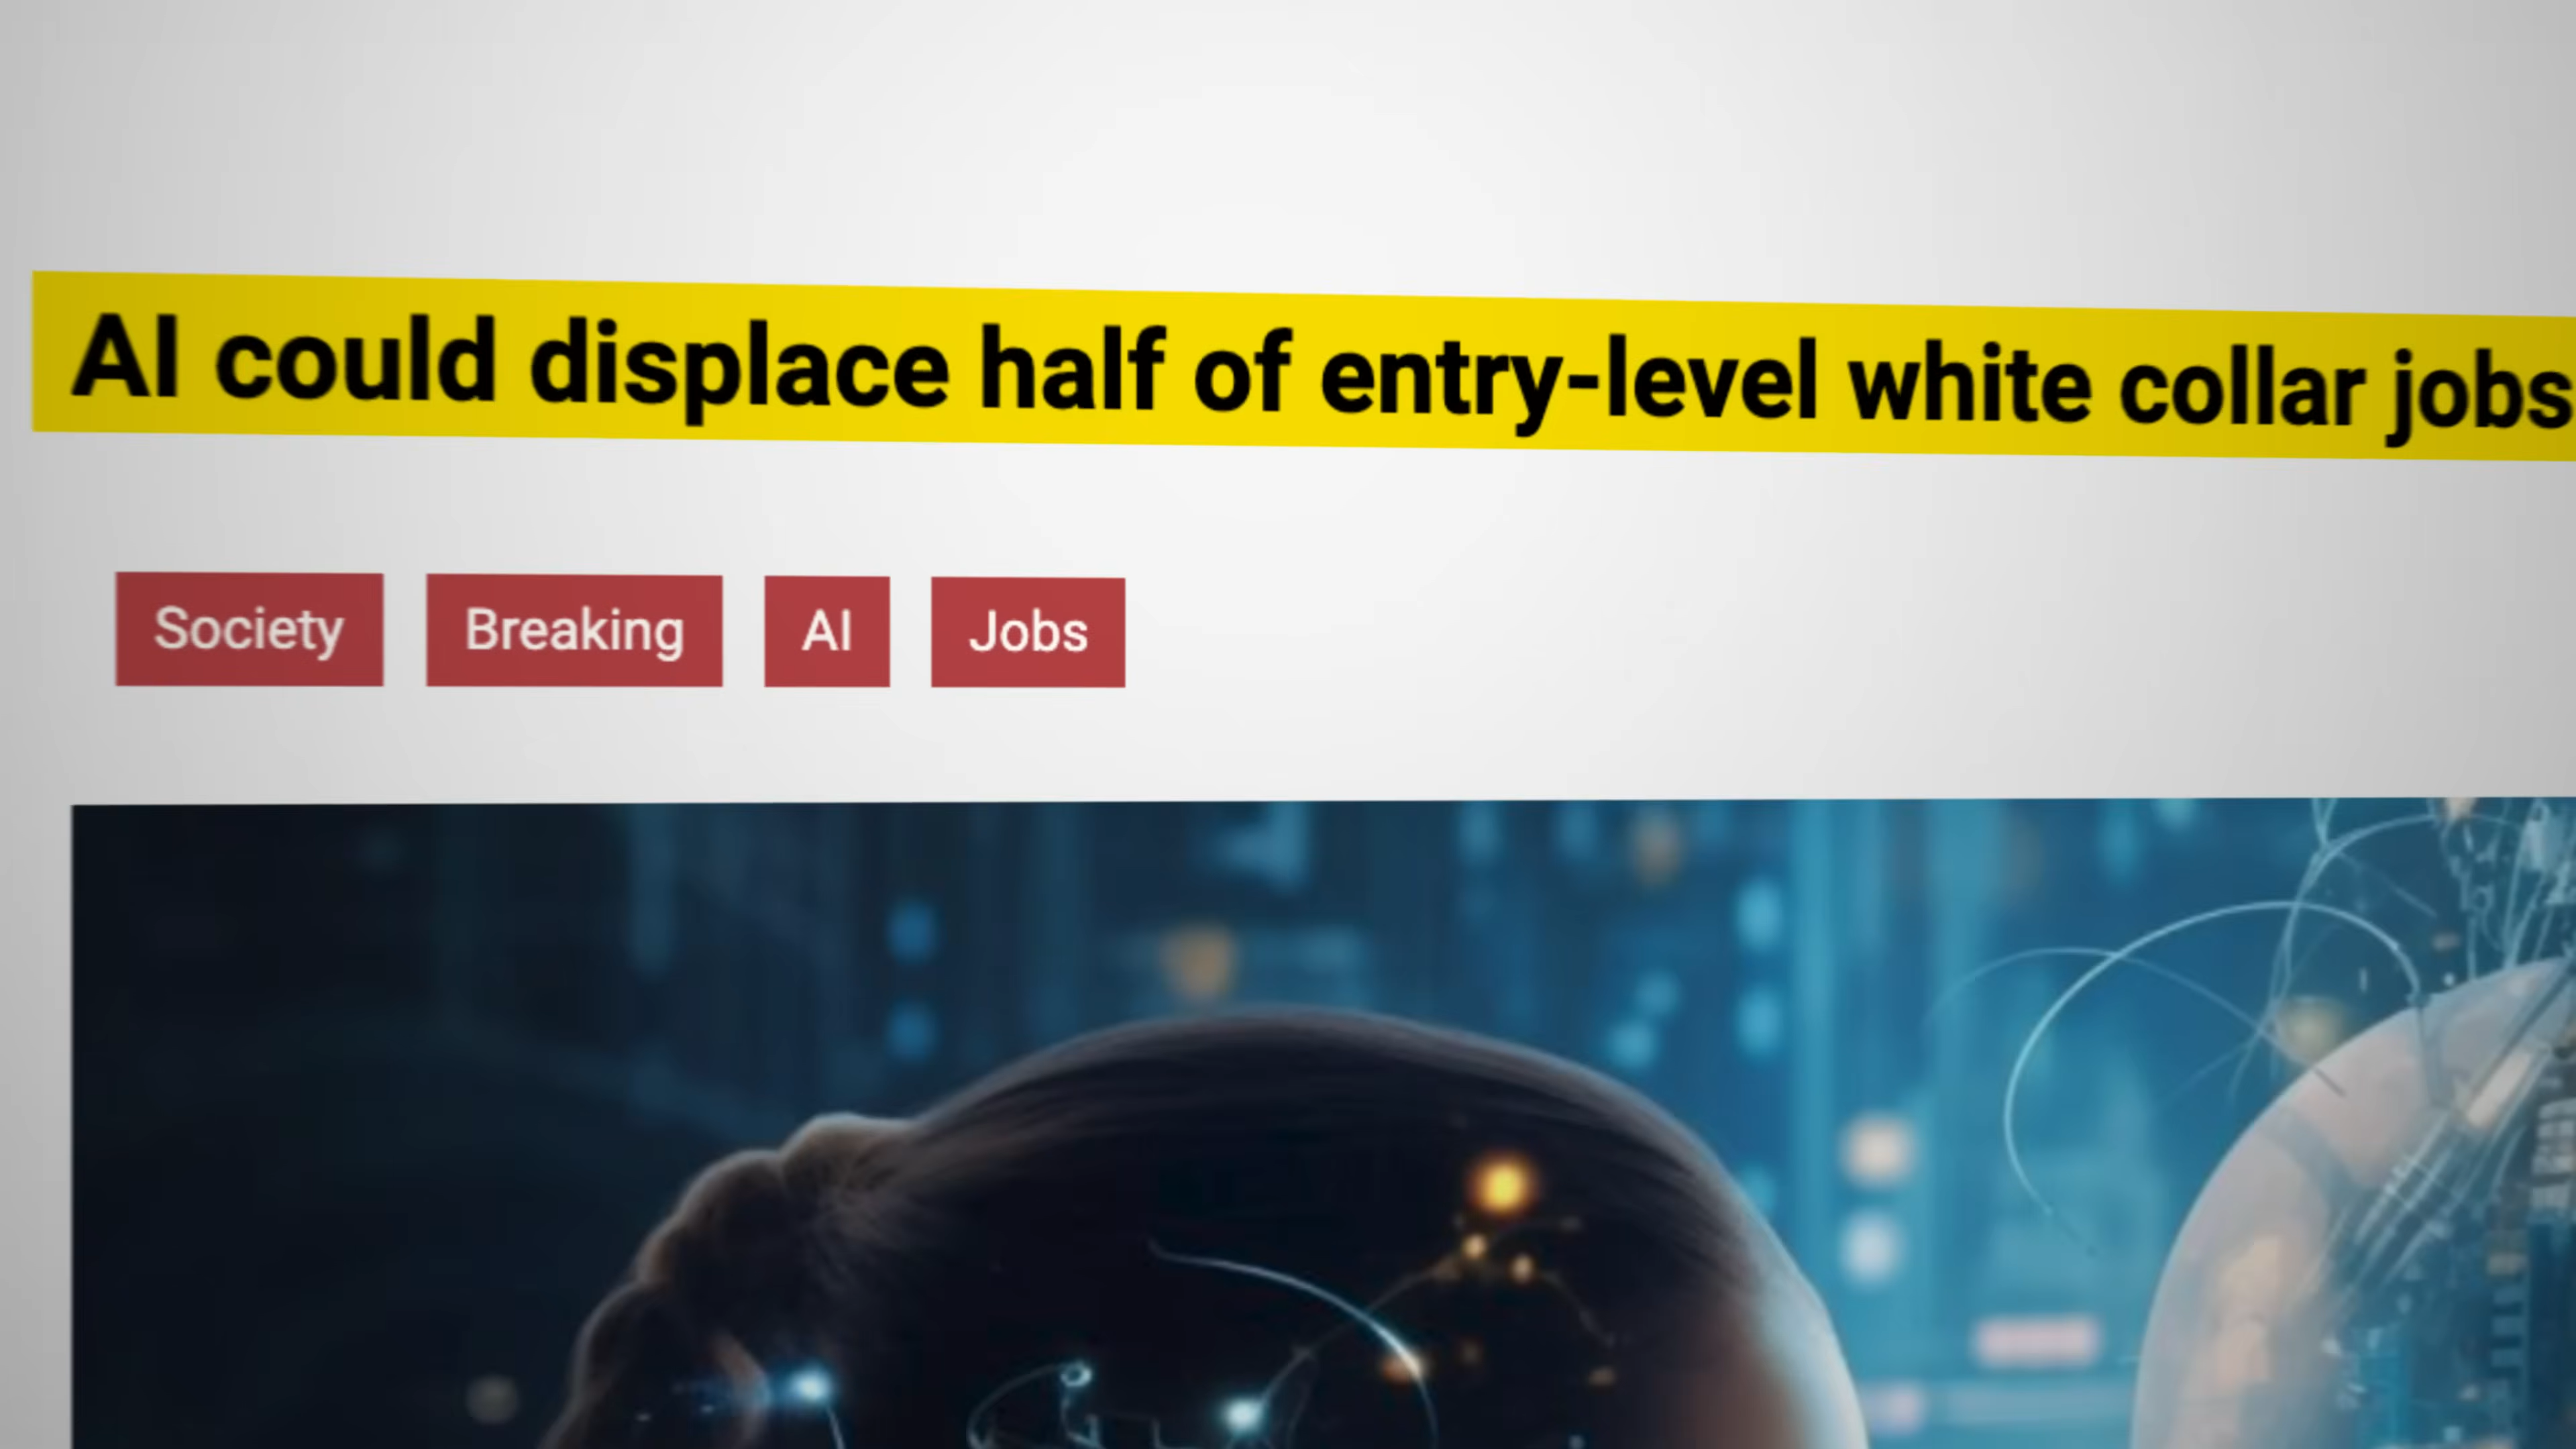 AI could displace half of entry-level white collar jobs
Society Breaking AI Jobs